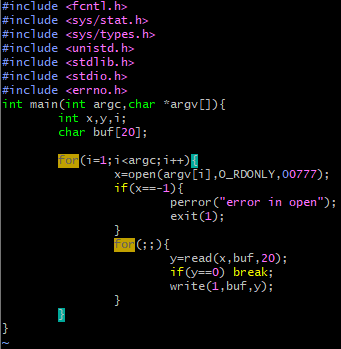 #include <fcntl.h>
#include <sys/stat.h>
#include <sys/types.h>
#include <unistd.h>
#include <stdlib.h>
#include <stdio.h>
#include <errno.h>
int main(int argc,char *argv[]){
        int x,y,i;
        char buf[20];

        for(i=1;i<argc;i++){
                x=open(argv[i],O_RDONLY,00777);
                if(x==-1){
                        perror("error in open");
                        exit(1);
                }
                for(;;){
                        y=read(x,buf,20);
                        if(y==0) break;
                        write(1,buf,y);
                }
        }
}
~